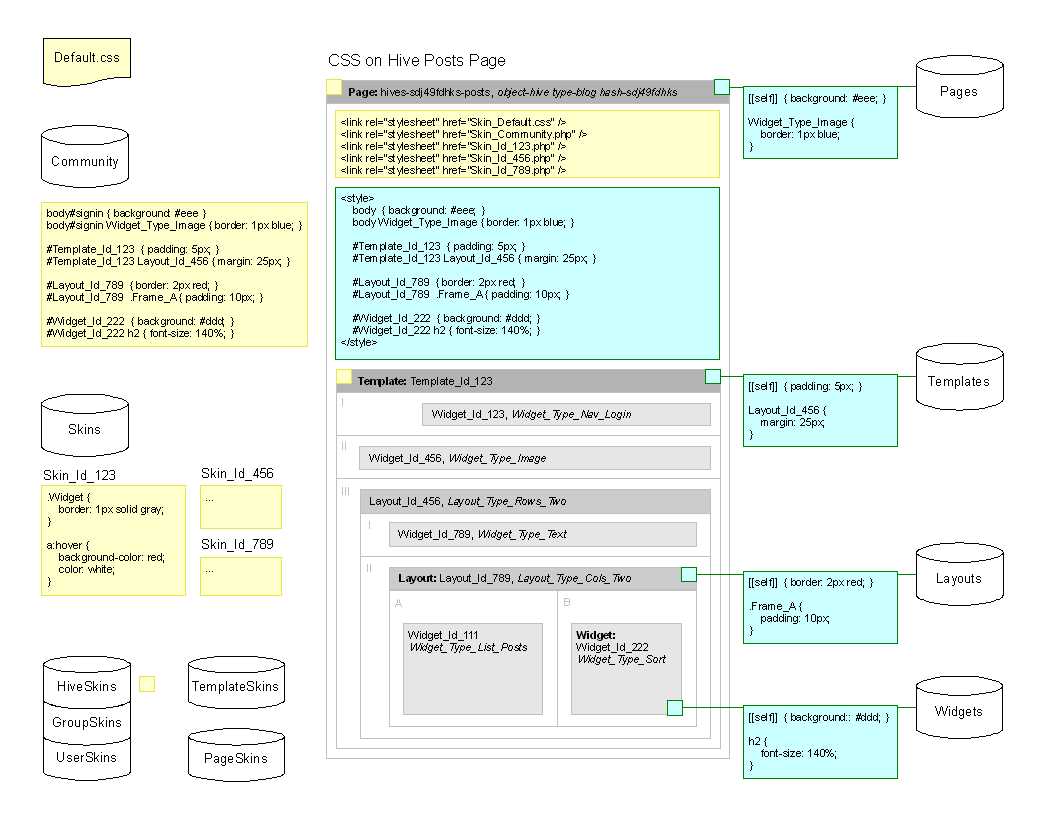 Default.css
Community
body#signin { background: #eee }
body#signin Widget_Type_Image { border: 1px blue; }
#Template_Id_123 { padding: 5px; }
#Template_Id_123 Layout_Id_456 { margin: 25px; }
#Layout_Id_789 { border: 2px red; }
#Layout_Id_789 .Frame_A { padding: 10px; }
#Widget_Id_222 { background: #ddd; }
#Widget_Id_222 h2 { font-size: 140%; }
Skins
Skin_Id_123
.Widget {
border: 1px solid gray;
}
a:hover {
background-color: red;
color: white;
}
Skin_Id_456
...
Skin_Id_789
...
HiveSkins
GroupSkins
UserSkins
TemplateSkins
PageSkins
CSS on Hive Posts Page
Page: hives-sdj49fdhks-posts, object-hive type-blog hash-sdj49fdhks
<link rel="stylesheet" href="Skin_Default.css" />
<link rel="stylesheet" href="Skin_Community.php" />
<link rel="stylesheet" href="Skin_Id_123.php" />
<link rel="stylesheet" href="Skin_Id_456.php" />
<link rel="stylesheet" href="Skin_Id_789.php" />
<style>
body { background: #eee; }
body Widget_Type_Image { border: 1px blue; }
#Template_Id_123 { padding: 5px; }
#Template_Id_123 Layout_Id_456 { margin: 25px; }
#Layout_Id_789 { border: 2px red; }
#Layout_Id_789 .Frame_A { padding: 10px; }
#Widget_Id_222 { background: #ddd; }
#Widget_Id_222 h2 { font-size: 140%; }
</style>
Template: Template_Id_123
I
Widget_Id_123, Widget_Type_Nav_Login
II
Widget_Id_456, Widget_Type_Image
III
Layout_Id_456, Layout_Type_Rows_Two
I
Widget_Id_789, Widget_Type_Text
II
Layout: Layout_Id_789, Layout_Type_Cols_Two
A
Widget_Id_111
Widget_Type_List_Posts
B
Widget:
Widget_Id_222
Widget_Type_Sort
[[self]] { background: #eee; }
Widget_Type_Image {
border: 1px blue;
}
Pages
[[self]] { padding: 5px; }
Layout_Id_456 {
margin: 25px;
}
Templates
[[self]] { border: 2px red; }
.Frame_A {
padding: 10px;
}
Layouts
[[self]] { background:: #ddd; }
h2 {
font-size: 140%;
}
Widgets